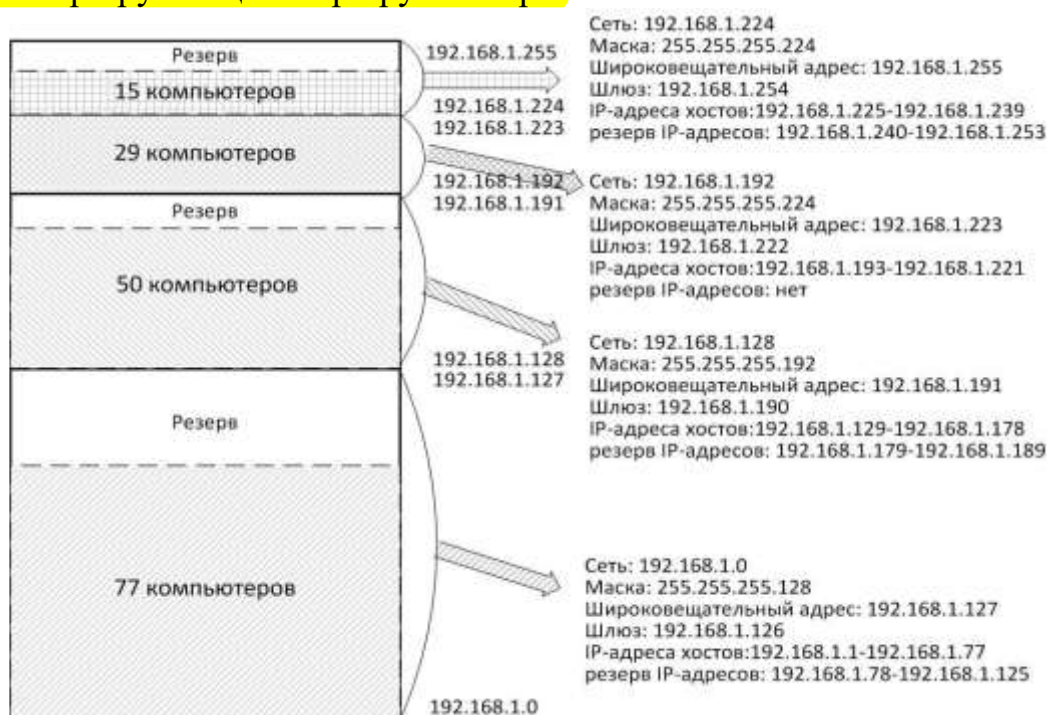 Резерв
15 компьютеров
29 компьютеров
Резерв
50 компьютеров
Резерв
77 компьютеров
192.168.1.255
192.168.1.224
192.168.1.223
192.168.1.192
192.168.1.191
192.168.1.128
192.168.1.127
192.168.1.0
Сеть: 192.168.1.224
Маска: 255.255.255.224
Широковещательный адрес: 192.168.1.255
Шлюз: 192.168.1.254
IP-адреса хостов:192.168.1.225-192.168.1.239
резерв IP-адресов: 192.168.1.240-192.168.1.253
Сеть: 192.168.1.192
Маска: 255.255.255.224
Широковещательный адрес: 192.168.1.223
Шлюз: 192.168.1.222
IP-адреса хостов:192.168.1.193-192.168.1.221
резерв IP-адресов: нет
Сеть: 192.168.1.128
Маска: 255.255.255.192
Широковещательный адрес: 192.168.1.191
Шлюз: 192.168.1.190
IP-адреса хостов:192.168.1.129-192.168.1.178
резерв IP-адресов: 192.168.1.179-192.168.1.189
Сеть: 192.168.1.0
Маска: 255.255.255.128
Широковещательный адрес: 192.168.1.127
Шлюз: 192.168.1.126
IP-адреса хостов:192.168.1.1-192.168.1.77
резерв IP-адресов: 192.168.1.78-192.168.1.125